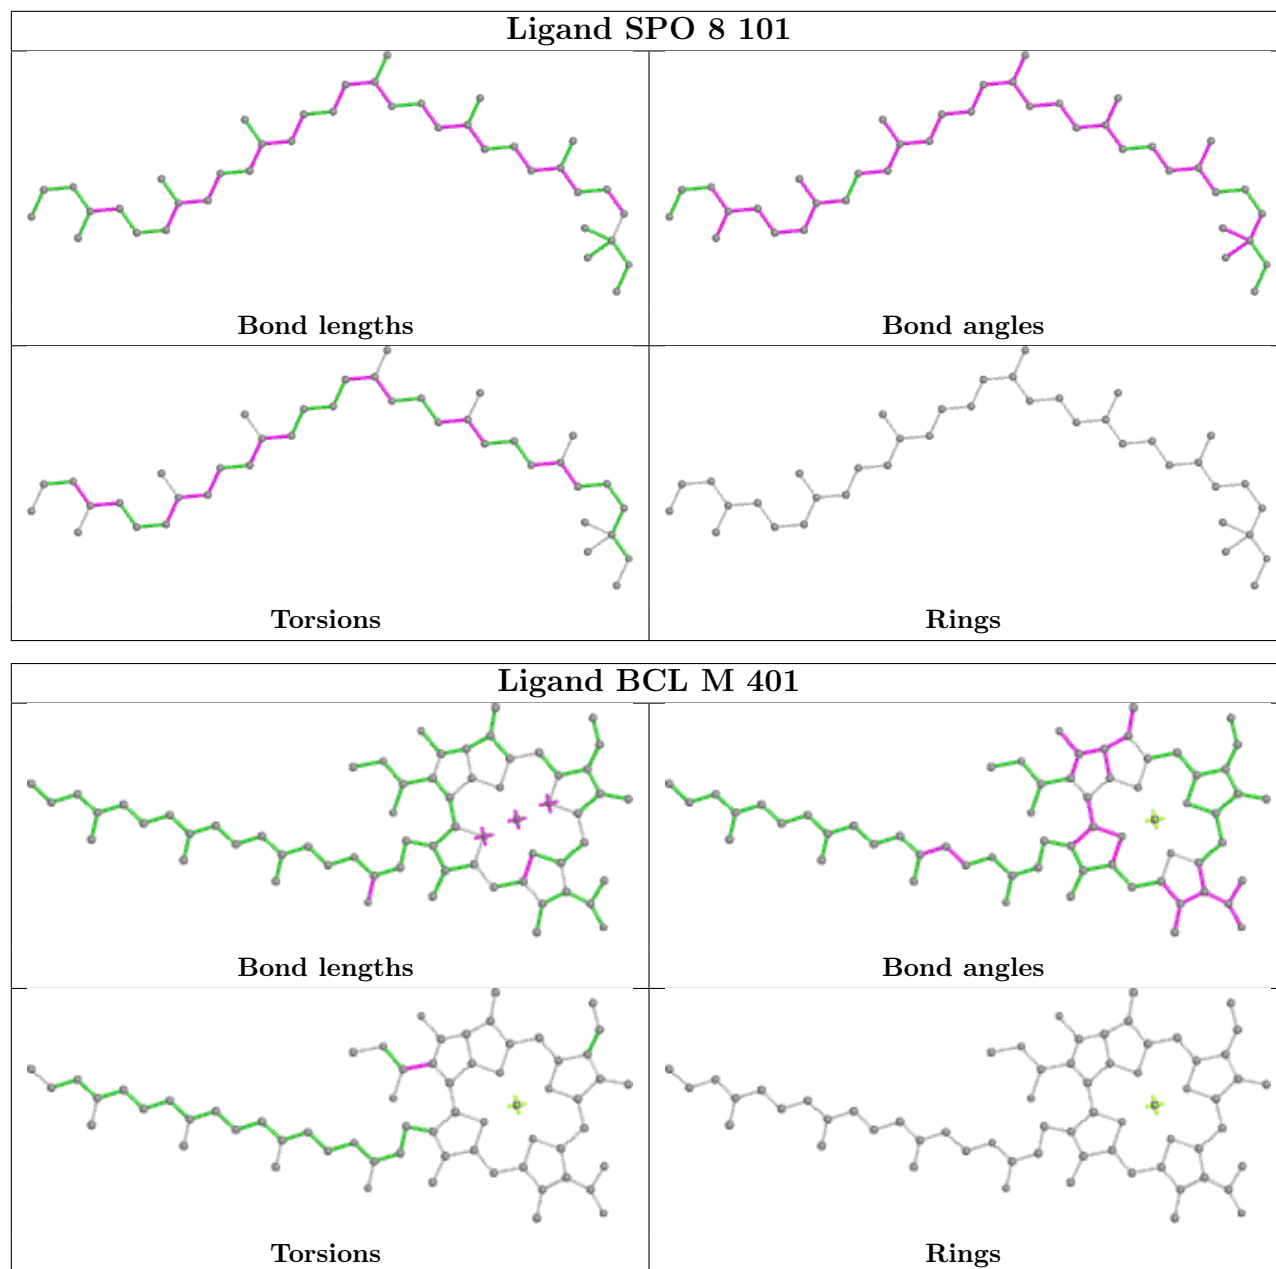 Ligand SPO 8 101
Bond lengths
Bond angles
Torsions
Rings
Ligand BCL M 401
Bond lengths
Bond angles
Torsions
Rings